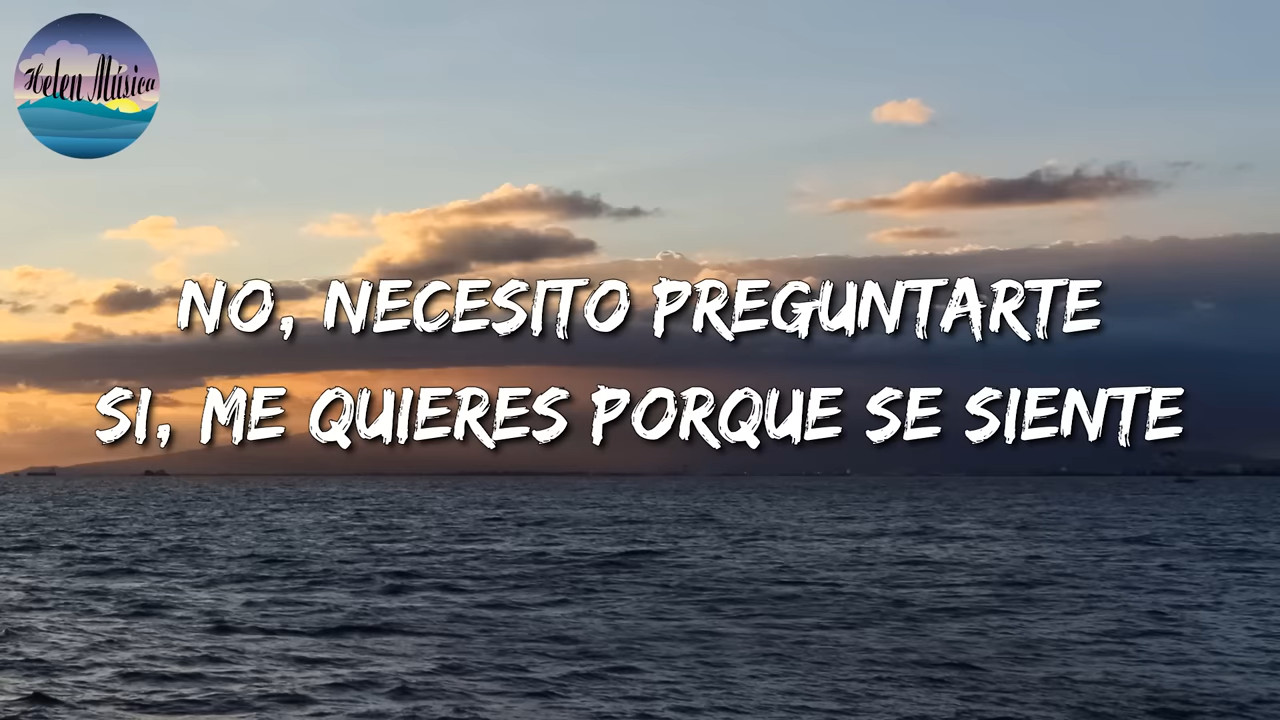 Helen Música
NO, NECESITO PREGUNTARTE
SI, ME QUIERES PORQUE SE SIENTE